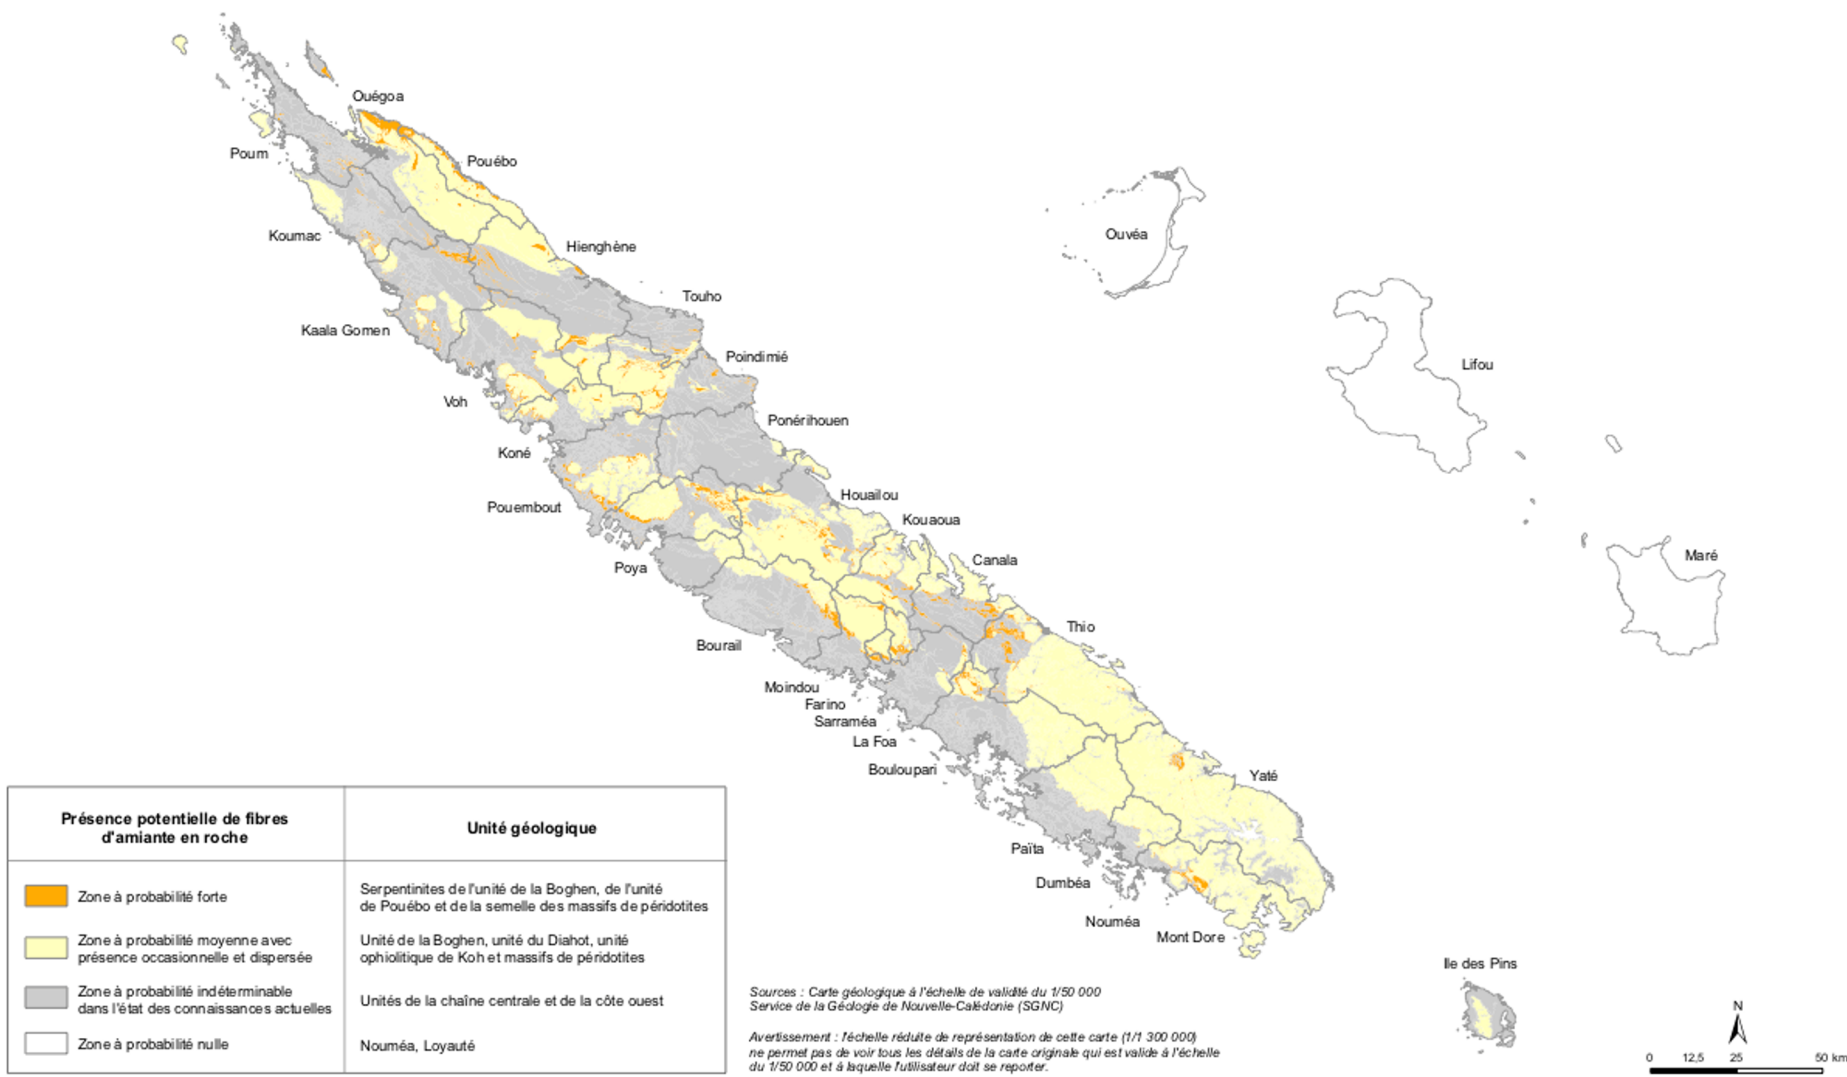 Ouégoa
Poum
Pouébo
Koumac
Hienghène
Ouvéa
Touho
Kaala Gomen
Poindimié
Lifou
Voh
Ponérihouen
Koné
Houaïlou
Pouembout
Kouaoua
Canala
Maré
Poya
Thio
Bourail
Moindou
Farino
Sarraméa
La Foa
Bouloupari
Yaté
Païta
Dumbéa
Nouméa
Mont Dore
Ile des Pins
Présence potentielle de fibres
d'amiante en roche
Unité géologique
Zone à probabilité forte
Serpentinites de l'unité de la Boghen, de l'unité
de Pouébo et de la semelle des massifs de péridotites
Zone à probabilité moyenne avec
présence occasionnelle et dispersée
Unité de la Boghen, unité du Diahot, unité
ophiolitique de Koh et massifs de péridotites
Zone à probabilité indéterminable
dans l'état des connaissances actuelles
Unités de la chaîne centrale et de la côte ouest
Zone à probabilité nulle
Nouméa, Loyauté
Sources : Carte géologique à l'échelle de validité du 1/50 000
Service de la Géologie de Nouvelle-Calédonie (SGNC)
Avertissement : l'échelle réduite de représentation de cette carte (1/1 300 000)
ne permet pas de voir tous les détails de la carte originale qui est valide à l'échelle
du 1/50 000 et à laquelle l'utilisateur doit se reporter.
N
0 12,5 25 50 km